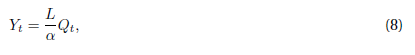 Y_t = \frac{L}{\alpha} Q_t, (8)